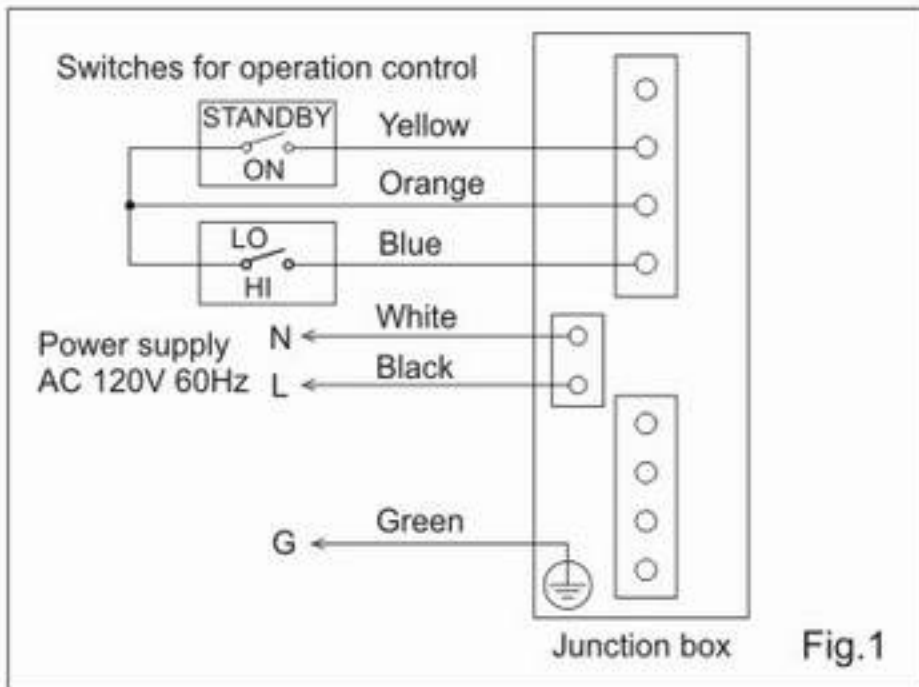 Switches for operation control
STANDBY
ON
Yellow
Orange
LO
HI
Blue
Power supply
AC 120V 60Hz
N
White
L
Black
G
Green
Junction box
Fig.1